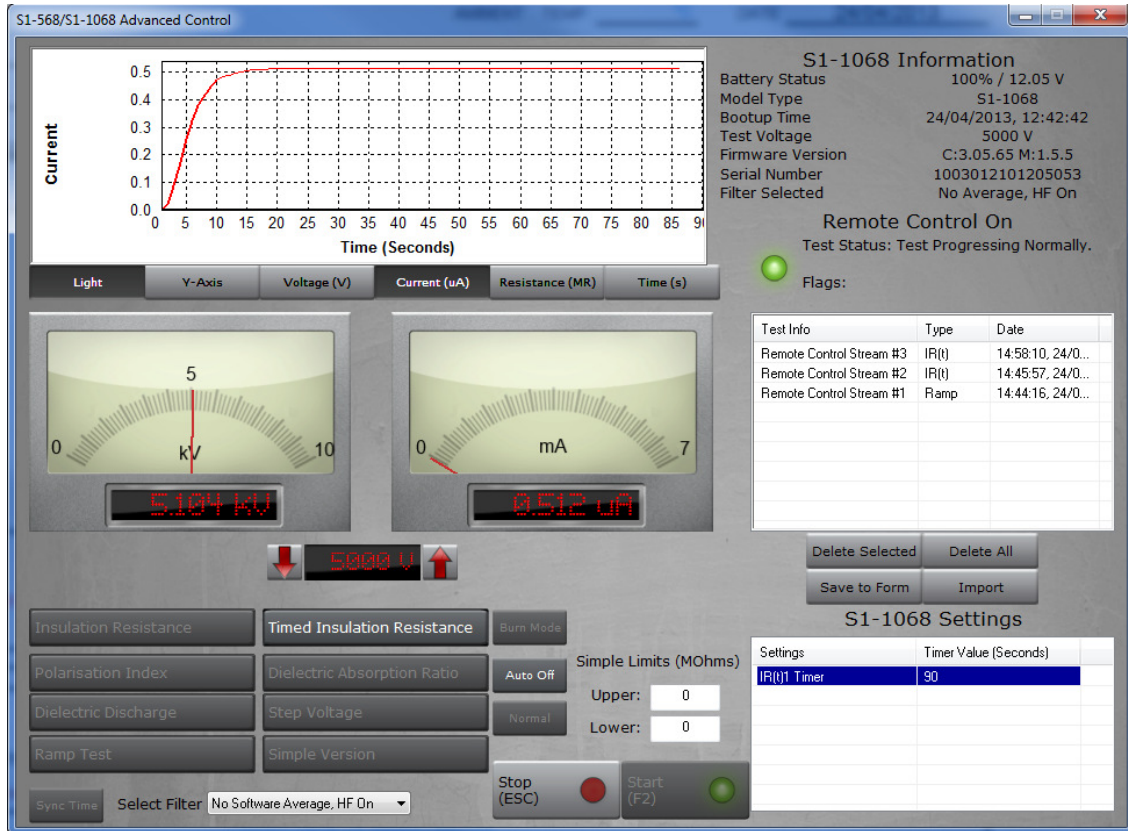 S1-568/S1-1068 Advanced Control
Current
0.5
0.4
0.3
0.2
0.1
0.0
0 5 10 15 20 25 30 35 40 45 50 55 60 65 70 75 80 85
Time (Seconds)
Light Y-Axis Voltage (V) Current (uA) Resistance (MR) Time (s)
0 5 10
kV
5.104 kV
0 7
mA
0.512 uA
5000 V
Insulation Resistance Timed Insulation Resistance Burn Mode
Polarisation Index Dielectric Absorption Ratio Auto Off
Dielectric Discharge Step Voltage Normal
Ramp Test Simple Version
Simple Limits (MOhms)
Upper: 0
Lower: 0
Sync Time Select Filter No Software Average, HF On
Stop (ESC)
Start (F2)
S1-1068 Information
Battery Status 100% / 12.05 V
Model Type S1-1068
Bootup Time 24/04/2013, 12:42:42
Test Voltage 5000 V
Firmware Version C:3.05.65 M:1.5.5
Serial Number 1003012101205053
Filter Selected No Average, HF On
Remote Control On
Test Status: Test Progressing Normally.
Flags:
Test Info Type Date
Remote Control Stream #3 IR(t) 14:58:10, 24/0...
Remote Control Stream #2 IR(t) 14:45:57, 24/0...
Remote Control Stream #1 Ramp 14:44:16, 24/0...
Delete Selected Delete All
Save to Form Import
S1-1068 Settings
Settings Timer Value (Seconds)
IR(t)1 Timer 90